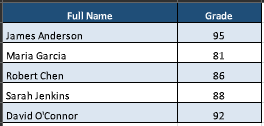 Full Name Grade
James Anderson 95
Maria Garcia 81
Robert Chen 86
Sarah Jenkins 88
David O'Connor 92